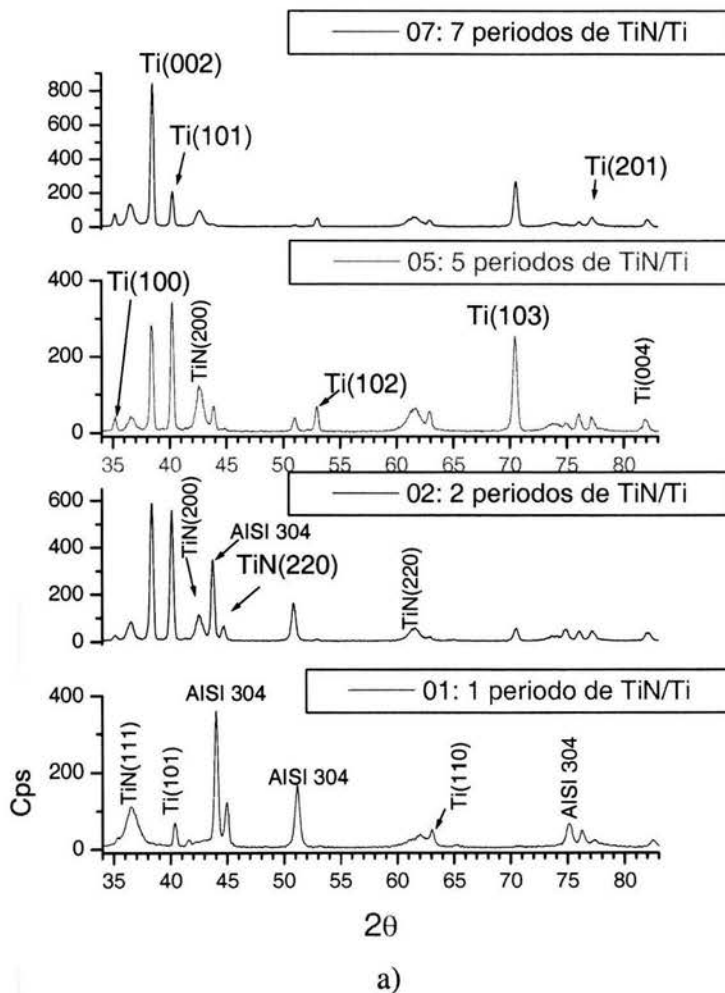 07: 7 periodos de TiN/Ti
Ti(002)
800
600
400
200
0
Ti(101)
Ti(201)
05: 5 periodos de TiN/Ti
400
200
0
Ti(100)
TiN(200)
Ti(102)
Ti(103)
Ti(004)
35 40 45 50 55 60 65 70 75 80
02: 2 periodos de TiN/Ti
600
400
200
0
TiN(200)
AISI 304
TiN(220)
TiN(220)
01: 1 periodo de TiN/Ti
400
200
0
Cps
TiN(111)
Ti(101)
AISI 304
AISI 304
Ti(110)
AISI 304
35 40 45 50 55 60 65 70 75 80
2θ
a)